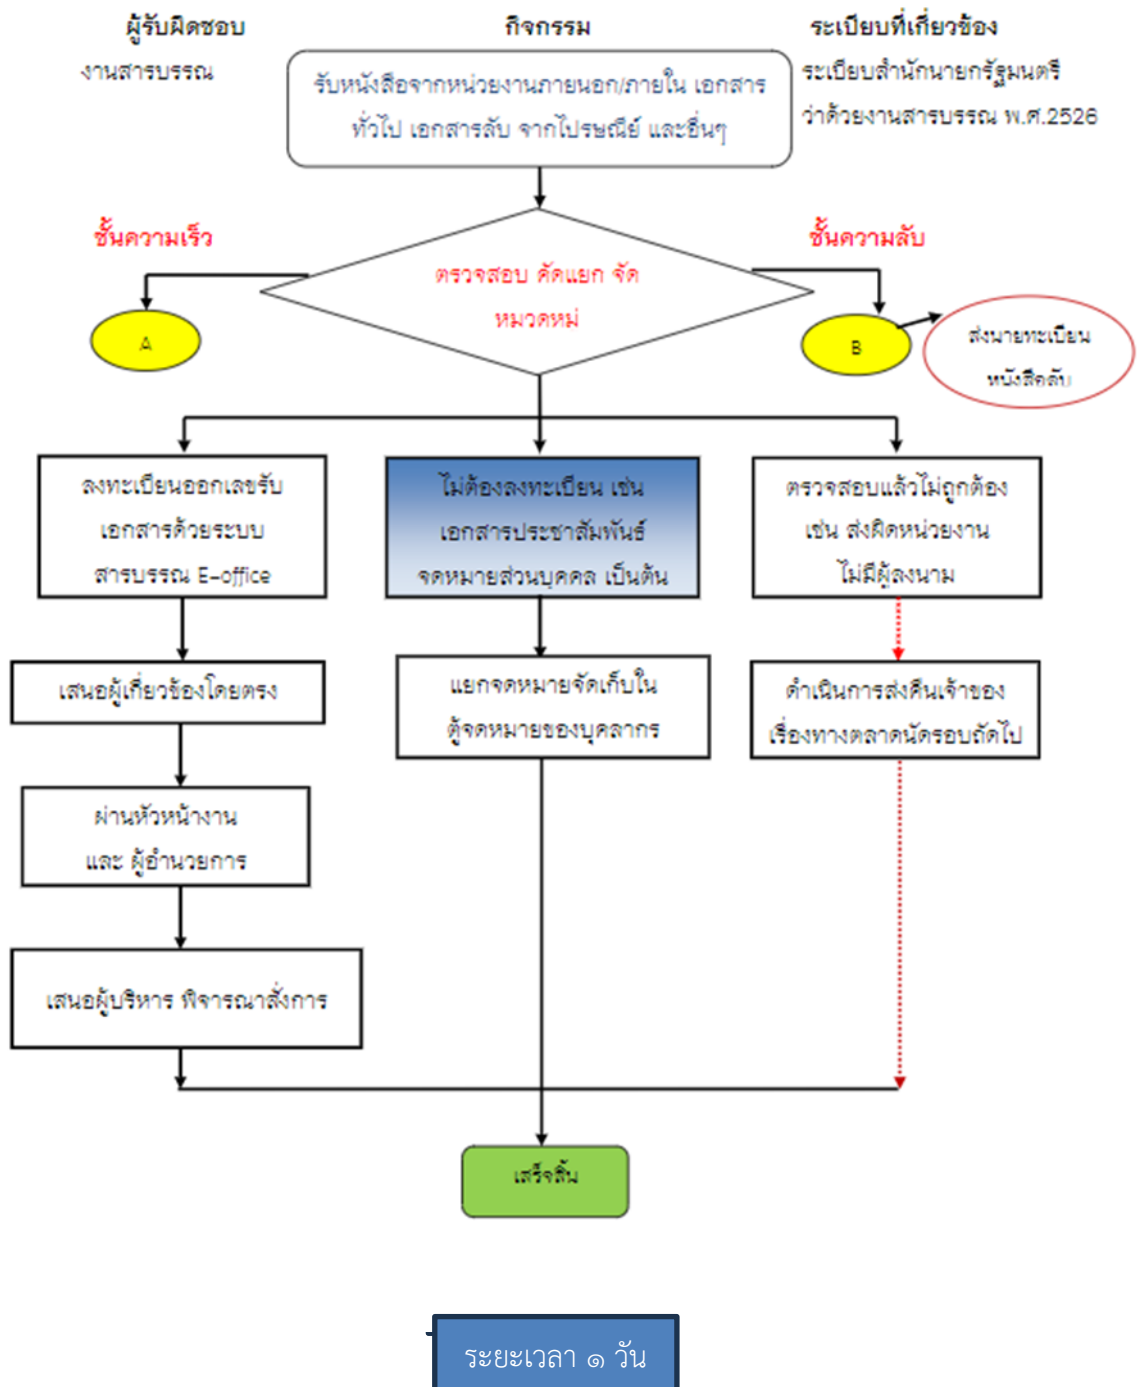 ผู้รับผิดชอบ
กิจกรรม
ระเบียบที่เกี่ยวข้อง
งานสารบรรณ
รับหนังสือจากหน่วยงานภายนอก/ภายใน เอกสาร
ทั่วไป เอกสารลับ จากไปรษณีย์ และอื่นๆ
ระเบียบสำนักนายกรัฐมนตรี
ว่าด้วยงานสารบรรณ พ.ศ.2526
ชั้นความเร็ว
ชั้นความลับ
ตรวจสอบ คัดแยก จัด
หมวดหม่
A
B
ส่งนายทะเบียน
หนังสือลับ
ลงทะเบียนออกเลขรับ
เอกสารด้วยระบบ
สารบรรณ E-office
ไม่ต้องลงทะเบียน เช่น
เอกสารประชาสัมพันธ์
จดหมายส่วนบุคคล เป็นต้น
ตรวจสอบแล้วไม่ถูกต้อง
เช่น ส่งผิดหน่วยงาน
ไม่มีผู้ลงนาม
เสนอผู้เกี่ยวข้องโดยตรง
แยกจดหมายจัดเก็บใน
ตู้จดหมายของบุคลากร
ดำเนินการส่งคืนเจ้าของ
เรื่องทางตลาดนัดรอบถัดไป
ผ่านหัวหน้างาน
และ ผู้อำนวยการ
เสนอผู้บริหาร พิจารณาสั่งการ
เสร็จสิ้น
ระยะเวลา ๑ วัน